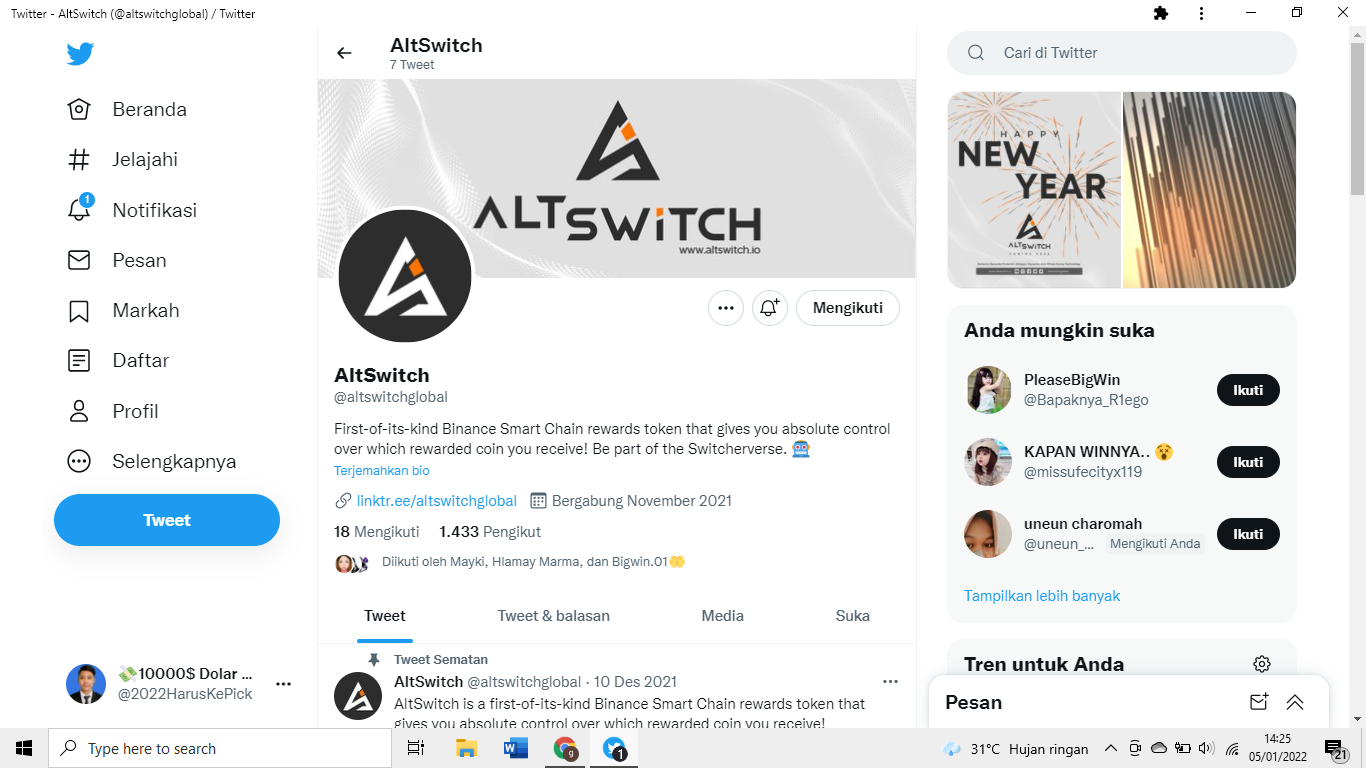 Twitter - AltSwitch (@altswitchglobal) / Twitter
Beranda
Jelajahi
1
Notifikasi
Pesan
Markah
Daftar
Profil
Selengkapnya
Tweet
💸10000$ Dolar ...
@2022HarusKePick
AltSwitch
7 Tweet
ALTSWiTCH
www.altswitch.io
Mengikuti
AltSwitch
@altswitchglobal
First-of-its-kind Binance Smart Chain rewards token that gives you absolute control
over which rewarded coin you receive! Be part of the Switcherverse. 🤖
Terjemahkan bio
linktr.ee/altswitchglobal Bergabung November 2021
18 Mengikuti 1.433 Pengikut
Diikuti oleh Mayki, Hlamay Marma, dan Bigwin.01🤲
Tweet Tweet & balasan Media Suka
Tweet Sematan
AltSwitch @altswitchglobal · 10 Des 2021
AltSwitch is a first-of-its-kind Binance Smart Chain rewards token that
gives you absolute control over which rewarded coin you receive!
Cari di Twitter
HAPPY
NEW
YEAR
ALTSWiTCH
COMING 2022
Anda mungkin suka
PleaseBigWin
@Bapaknya_R1ego
Ikuti
KAPAN WINNYA.. 😵
@missufecityx119
Ikuti
uneun charomah
@uneun_... Mengikuti Anda
Ikuti
Tampilkan lebih banyak
Tren untuk Anda
Pesan
Type here to search
1
31°C Hujan ringan
14:25
05/01/2022
21